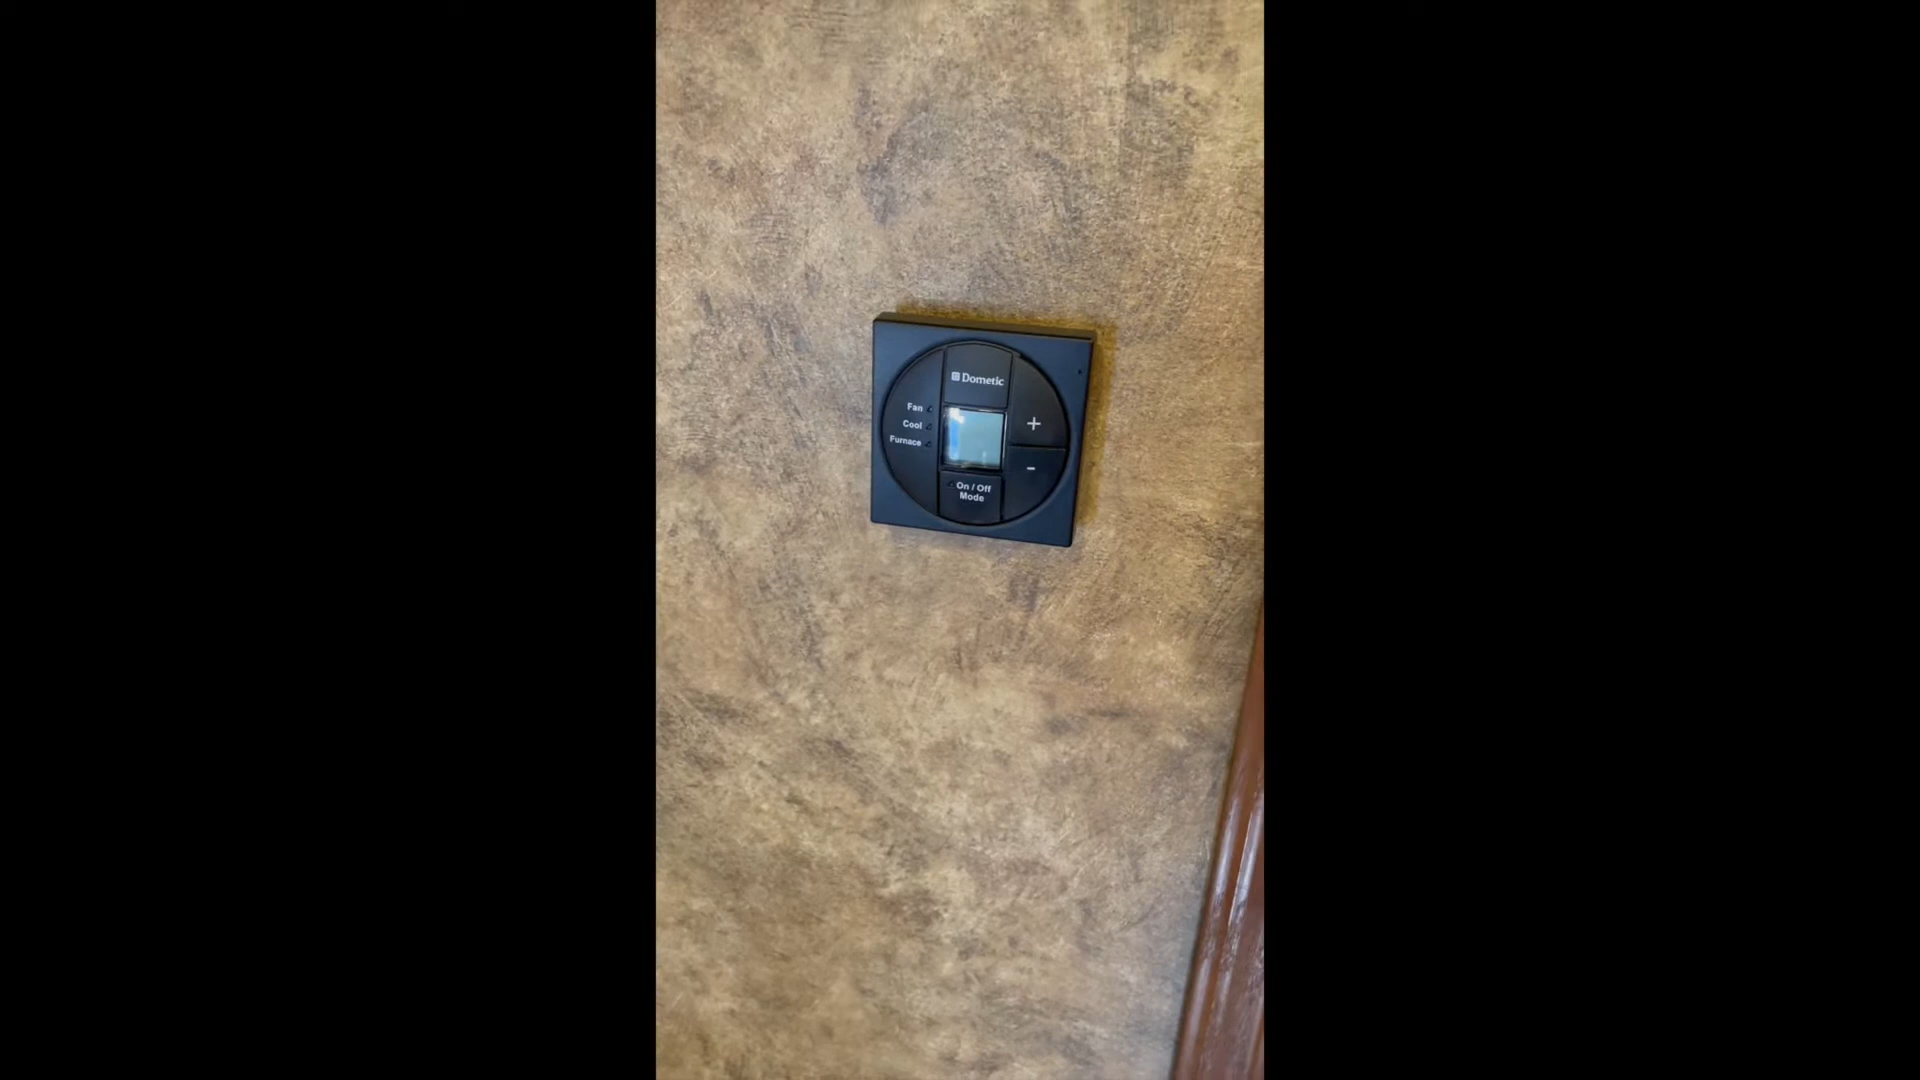 Dometic
Fan
Cool
Furnace
+
-
On / Off
Mode